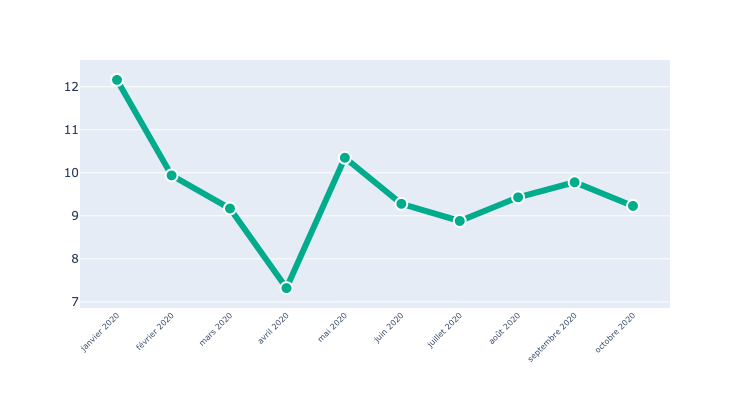 12
11
10
9
8
7
janvier 2020
février 2020
mars 2020
avril 2020
mai 2020
juin 2020
juillet 2020
août 2020
septembre 2020
octobre 2020